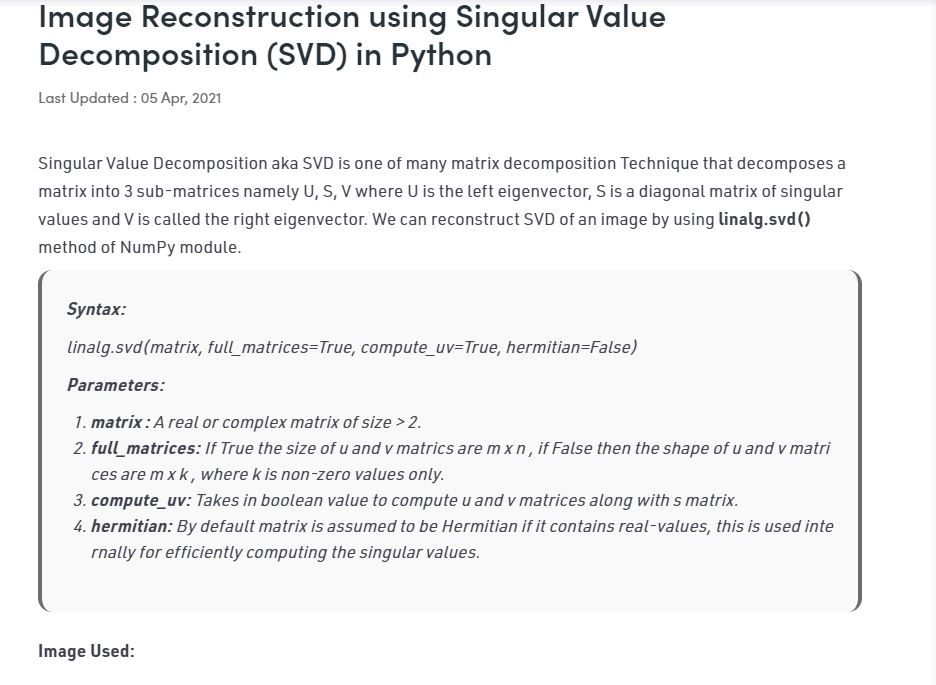 Image Reconstruction using Singular Value
Decomposition (SVD) in Python
Last Updated : 05 Apr, 2021
Singular Value Decomposition aka SVD is one of many matrix decomposition Technique that decomposes a
matrix into 3 sub-matrices namely U, S, V where U is the left eigenvector, S is a diagonal matrix of singular
values and V is called the right eigenvector. We can reconstruct SVD of an image by using linalg.svd()
method of NumPy module.
Syntax:
linalg.svd(matrix, full_matrices=True, compute_uv=True, hermitian=False)
Parameters:
1. matrix : A real or complex matrix of size > 2.
2. full_matrices: If True the size of u and v matrics are m x n , if False then the shape of u and v matri
ces are m x k , where k is non-zero values only.
3. compute_uv: Takes in boolean value to compute u and v matrices along with s matrix.
4. hermitian: By default matrix is assumed to be Hermitian if it contains real-values, this is used inte
rnally for efficiently computing the singular values.
Image Used: